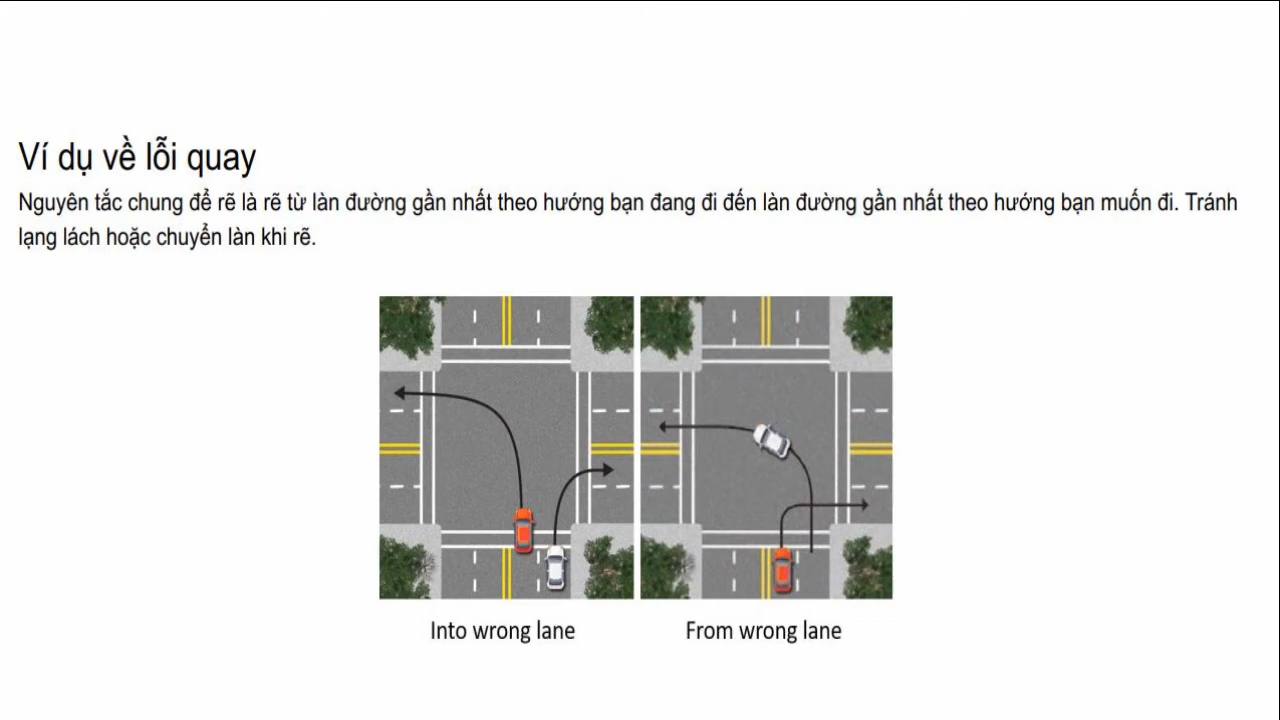 Ví dụ về lỗi quay
Nguyên tắc chung để rẽ là rẽ từ làn đường gần nhất theo hướng bạn đang đi đến làn đường gần nhất theo hướng bạn muốn đi. Tránh
lạng lách hoặc chuyển làn khi rẽ.
Into wrong lane
From wrong lane